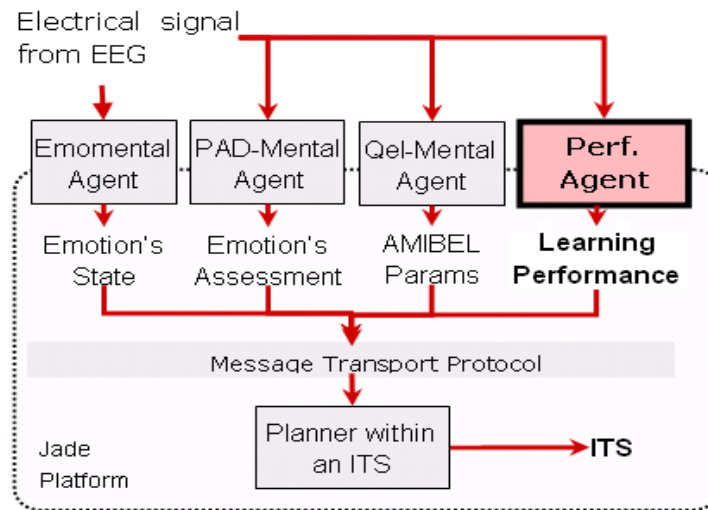 Electrical signal
from EEG
Emomental
Agent
PAD-Mental
Agent
Qel-Mental
Agent
Perf.
Agent
Emotion's
State
Emotion's
Assessment
AMIBEL
Params
Learning
Performance
Message Transport Protocol
Planner within
an ITS
ITS
Jade
Platform